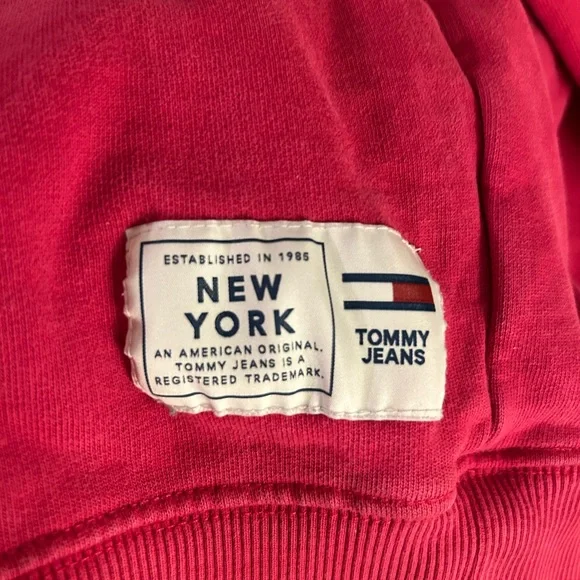 ESTABLISHED IN 1985
NEW
YORK
AN AMERICAN ORIGINAL.
TOMMY JEANS IS A
REGISTERED TRADEMARK.
TOMMY
JEANS